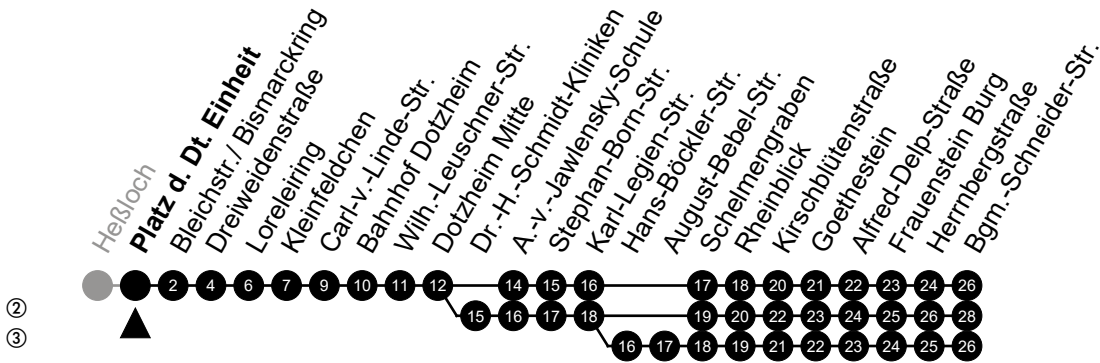 Heßloch
Platz d. Dt. Einheit
Bleichstr./ Bismarckring
Dreiweidenstraße
Loreleiring
Kleinfeldchen
Carl-v.-Linde-Str.
Bahnhof Dotzheim
Wilh.-Leuschner-Str.
Dotzheim Mitte
Dr.-H.-Schmidt-Kliniken
A.-v.-Jawlensky-Schule
Stephan-Born-Str.
Karl-Legien-Str.
Hans-Böckler-Str.
August-Bebel-Str.
Schelmengraben
Rheinblick
Kirschblütenstraße
Goethestein
Alfred-Delp-Straße
Frauenstein Burg
Herrnbergstraße
Bgm.-Schneider-Str.
2 4 6 7 9 10 11 12 14 15 16 17 18 20 21 22 23 24 26
② 15 16 17 18 19 20 22 23 24 25 26 28
③ 16 17 18 19 21 22 23 24 25 26